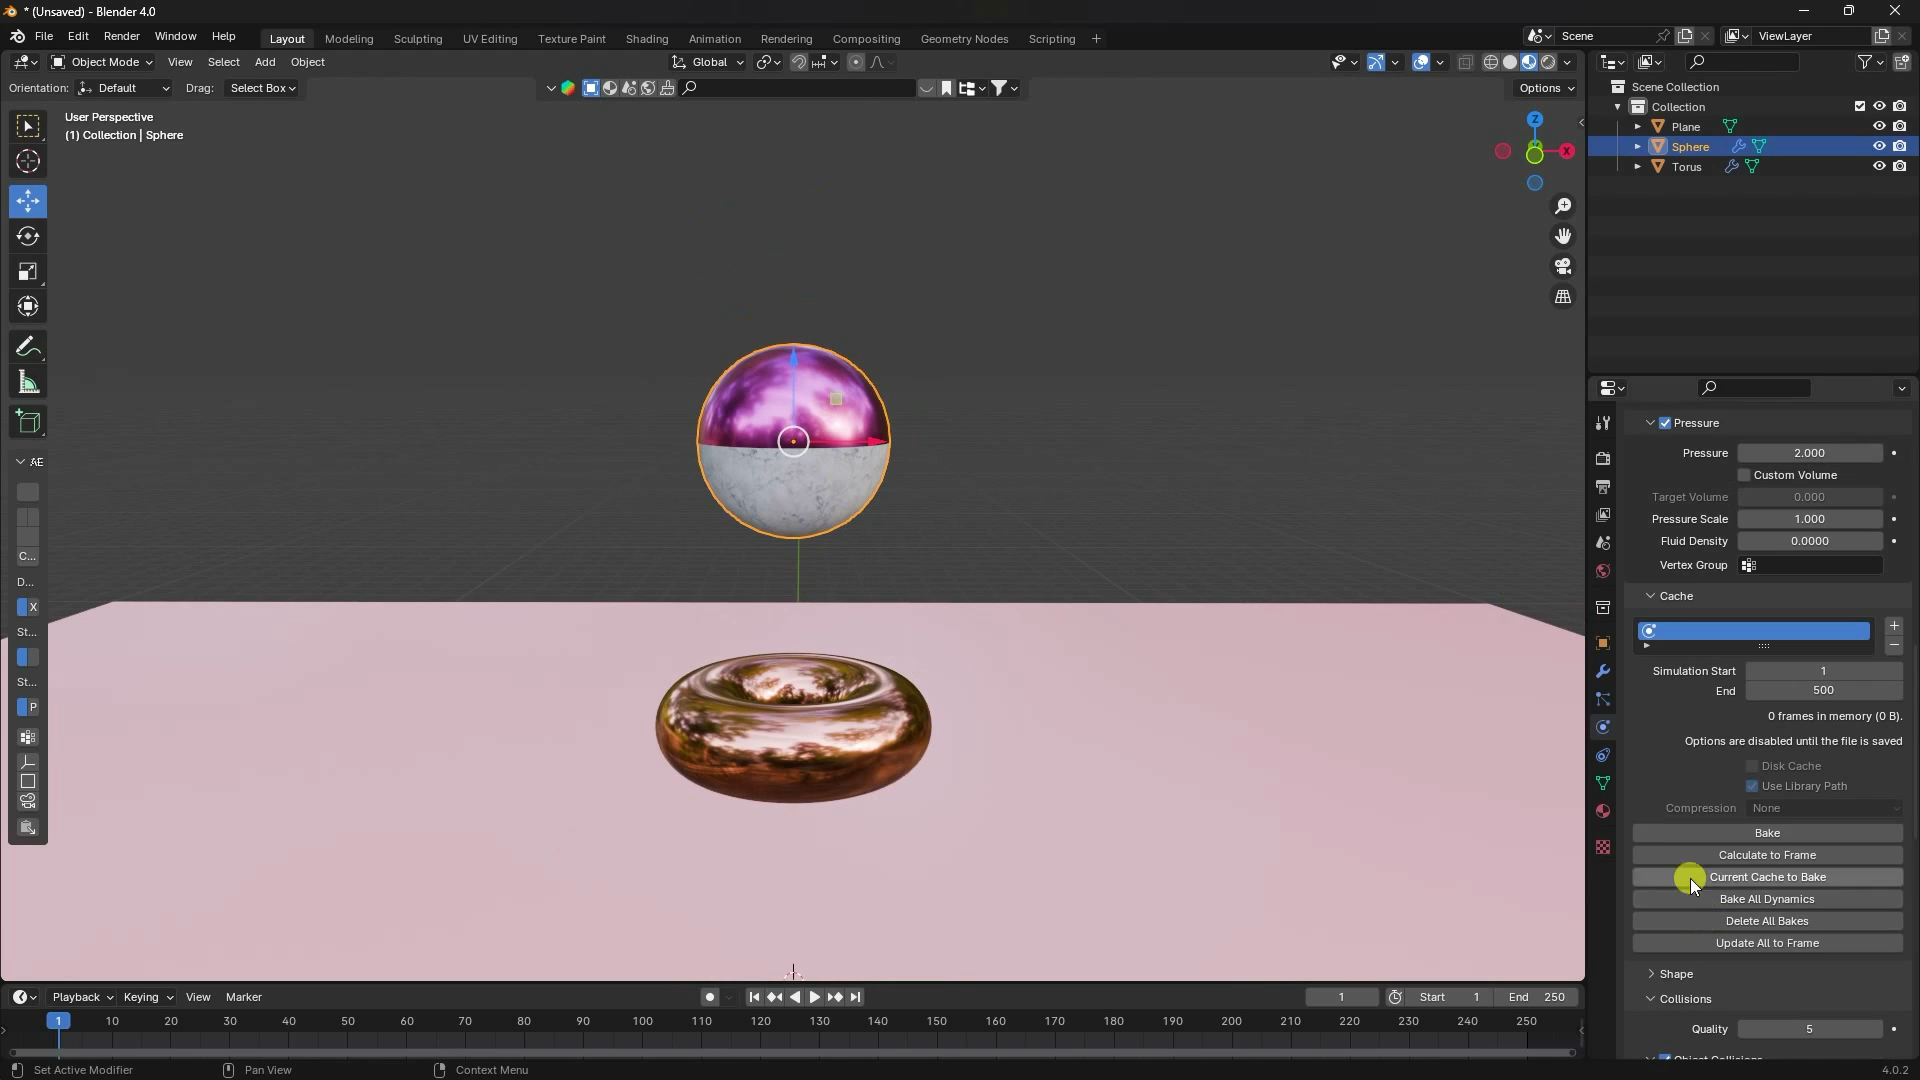 * (Unsaved) - Blender 4.0
File Edit Render Window Help Layout Modeling Sculpting UV Editing Texture Paint Shading Animation Rendering Compositing Geometry Nodes Scripting + Scene ViewLayer
Object Mode View Select Add Object Global
Orientation: Default Drag: Select Box Options
User Perspective
(1) Collection | Sphere
Z
X
Scene Collection
Collection
Plane
Sphere
Torus
AE
C...
D...
X
St...
St...
P
Pressure
Pressure 2.000
Custom Volume
Target Volume 0.000
Pressure Scale 1.000
Fluid Density 0.0000
Vertex Group
Cache
Simulation Start 1
End 500
0 frames in memory (0 B).
Options are disabled until the file is saved
Disk Cache
Use Library Path
Compression None
Bake
Calculate to Frame
Current Cache to Bake
Bake All Dynamics
Delete All Bakes
Update All to Frame
Shape
Collisions
Quality 5
Object Collisions
Playback Keying View Marker 1 Start 1 End 250
1 10 20 30 40 50 60 70 80 90 100 110 120 130 140 150 160 170 180 190 200 210 220 230 240 250
Set Active Modifier Pan View Context Menu 4.0.2